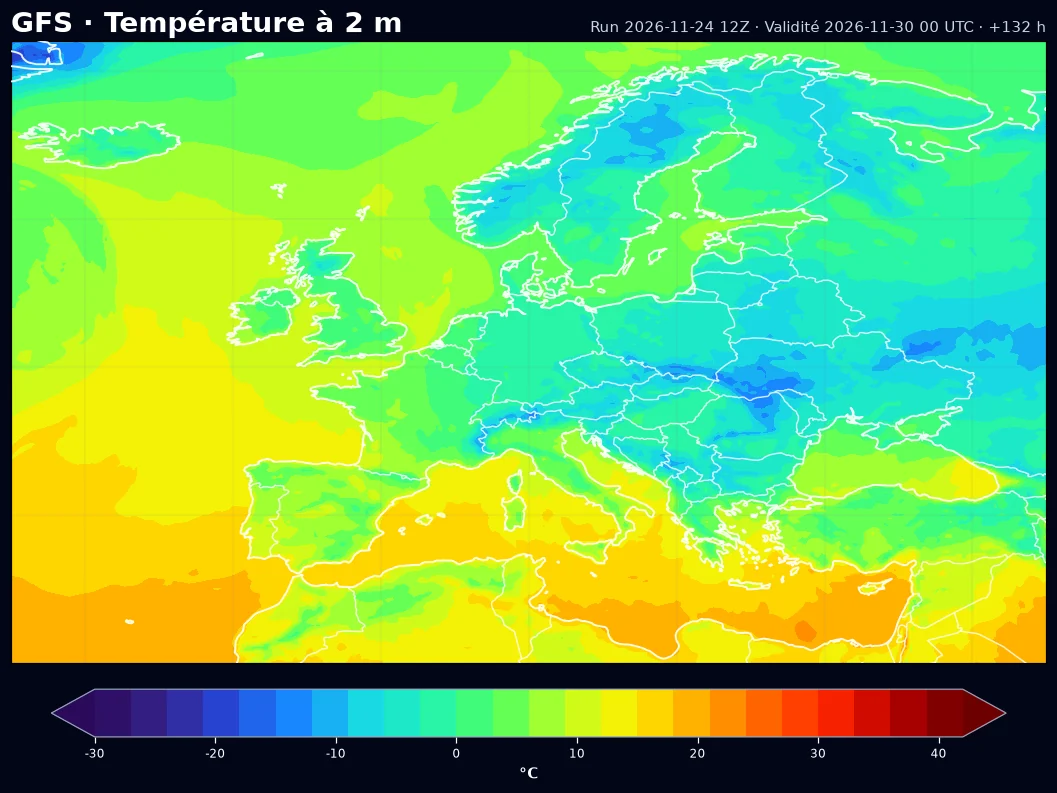 GFS · Température à 2 m
Run 2026-11-24 12Z · Validité 2026-11-30 00 UTC · +132 h
-30 -20 -10 0 10 20 30 40
°C